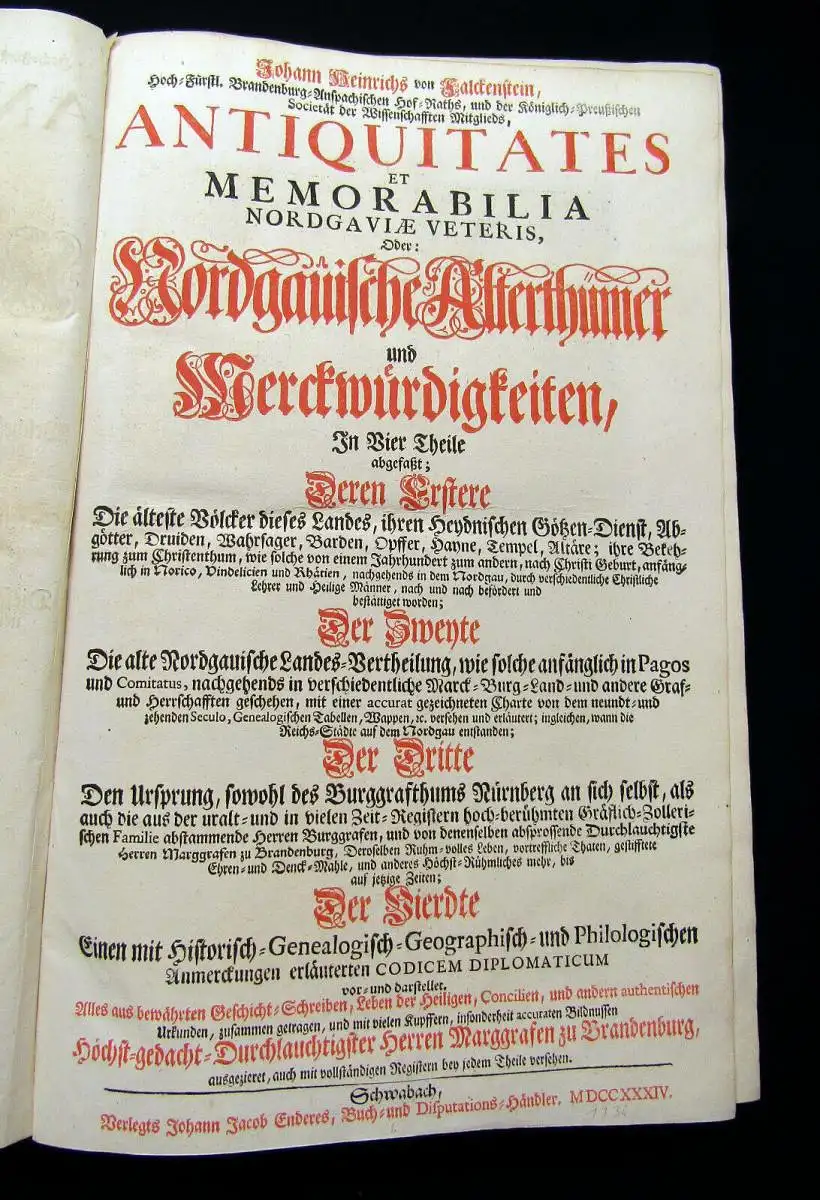 Johann Heinrichs von Falckenstein,
Hoch-Fürstl. Brandenburg-Anspachischen Hof-Raths, und der Königlich-Preußischen
Societät der Wissenschafften Mitglieds,
ANTIQUITATES
ET
MEMORABILIA
NORDGAVIÆ VETERIS,
Oder:
Nordgauische Alterthümer
und
Merckwürdigkeiten,
In Vier Theile
abgefaßt;
Deren Erstere
Die älteste Völcker dieses Landes, ihren Heydnischen Götzen-Dienst, Ab-
götter, Druiden, Wahrsager, Barden, Opffer, Hayne, Tempel, Altäre; ihre Bekeh-
rung zum Christenthum, wie solche von einem Jahrhundert zum andern, nach Christi Geburt, anfäng-
lich in Norico, Vindelicien und Rhätien, nachgehends in dem Nordgau, durch verschiedentliche Christliche
Lehrer und Heilige Männer, nach und nach befördert und
bestättiget worden;
Der Zweyte
Die alte Nordgauische Landes-Vertheilung, wie solche anfänglich in Pagos
und Comitatus, nachgehends in verschiedentliche Marck-Burg-Land-und andere Graf-
und Herrschafften geschehen, mit einer accurat gezeichneten Charte von dem neundt-und
zehenden Seculo, Genealogischen Tabellen, Wappen, ꝛc. versehen und erläutert; ingleichen, wann die
Reichs-Städte auf dem Nordgau entstanden;
Der Dritte
Den Ursprung, sowohl des Burggrafthums Nürnberg an sich selbst, als
auch die aus der uralt-und in vielen Zeit-Registern hoch-berühmten Gräflich-Zolleri-
schen Familie abstammende Herren Burggrafen, und von denenselben absprossende Durchlauchtigste
Herren Marggrafen zu Brandenburg, Deroselben Ruhm-volles Leben, vortreffliche Thaten, gestifftete
Ehren-und Denck-Mahle, und anderes Höchst-Rühmliches mehr, bis
auf jetzige Zeiten;
Der Vierdte
Einen mit Historisch-Genealogisch-Geographisch-und Philologischen
Anmerckungen erläuterten CODICEM DIPLOMATICUM
vor-und darstellet.
Alles aus bewährten Geschicht-Schreiben, Leben der Heiligen, Concilien, und andern authentischen
Urkunden, zusammen getragen, und mit vielen Kupffern, insonderheit accuraten Bildnussen
Höchst-gedacht-Durchlauchtigster Herren Marggrafen zu Brandenburg,
ausgezieret, auch mit vollständigen Registern bey jedem Theile versehen.
Schwabach,
Verlegts Johann Jacob Enderes, Buch-und Disputations-Händler. MDCCXXXIV.
1734